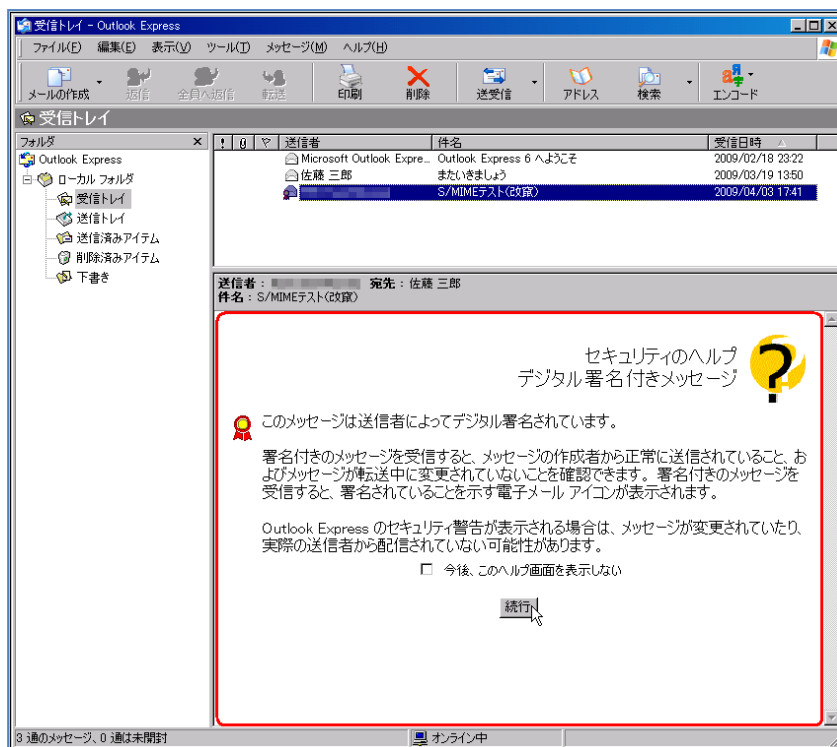 受信トレイ - Outlook Express
ファイル(F) 編集(E) 表示(V) ツール(T) メッセージ(M) ヘルプ(H)
メールの作成 返信 全員へ返信 転送 印刷 削除 送受信 アドレス 検索 エンコード
受信トレイ
フォルダ
Outlook Express
ローカル フォルダ
受信トレイ
送信トレイ
送信済みアイテム
削除済みアイテム
下書き
! 送信者 件名 受信日時
Microsoft Outlook Expre... Outlook Express 6 へようこそ 2009/02/18 23:22
佐藤 三郎 またいきましょう 2009/03/19 13:50
S/MIMEテスト(改竄) 2009/04/03 17:41
送信者: 宛先: 佐藤 三郎
件名: S/MIMEテスト(改竄)
セキュリティのヘルプ
デジタル署名付きメッセージ
このメッセージは送信者によってデジタル署名されています。
署名付きのメッセージを受信すると、メッセージの作成者から正常に送信されていること、お
よびメッセージが転送中に変更されていないことを確認できます。署名付きのメッセージを
受信すると、署名されていることを示す電子メール アイコンが表示されます。
Outlook Express のセキュリティ警告が表示される場合は、メッセージが変更されていたり、
実際の送信者から配信されていない可能性があります。
今後、このヘルプ画面を表示しない
続行
3 通のメッセージ、0 通は未開封 オンライン中